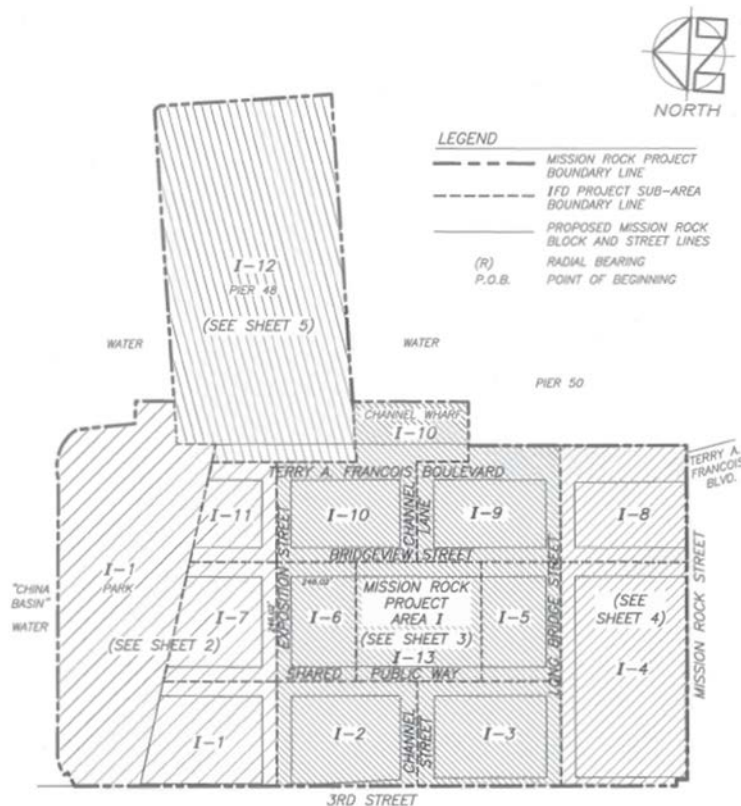 NORTH
LEGEND
MISSION ROCK PROJECT
BOUNDARY LINE
IFD PROJECT SUB-AREA
BOUNDARY LINE
PROPOSED MISSION ROCK
BLOCK AND STREET LINES
(R) RADIAL BEARING
P.O.B. POINT OF BEGINNING
I-12
PIER 48
(SEE SHEET 5)
WATER
WATER
PIER 50
CHANNEL WHARF
I-10
TERRY A. FRANCOIS BOULEVARD
TERRY A.
FRANCOIS
BLVD.
I-11
I-10
CHANNEL
LANE
I-9
I-8
EXPOSITION STREET
BRIDGEVIEW STREET
LONG BRIDGE STREET
MISSION ROCK STREET
I-1
PARK
"CHINA
BASIN"
WATER
(SEE SHEET 2)
I-7
248.02'
I-6
MISSION ROCK
PROJECT
AREA I
(SEE SHEET 3)
I-13
I-5
(SEE
SHEET 4)
I-4
SHARED PUBLIC WAY
I-1
I-2
CHANNEL
STREET
I-3
3RD STREET